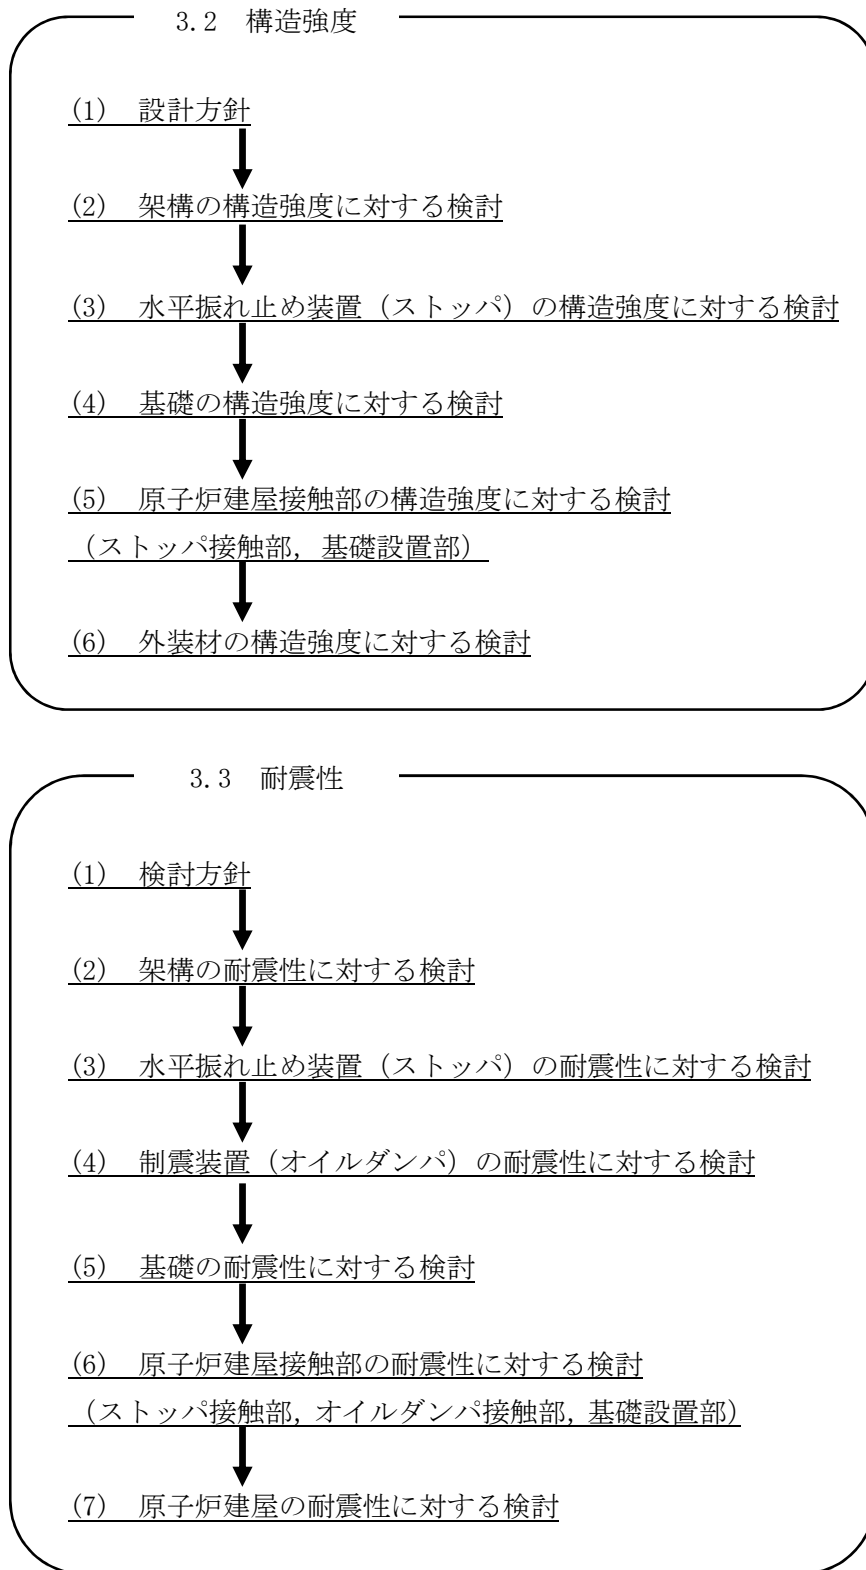 3.2 構造強度
(1) 設計方針
(2) 架構の構造強度に対する検討
(3) 水平振れ止め装置（ストッパ）の構造強度に対する検討
(4) 基礎の構造強度に対する検討
(5) 原子炉建屋接触部の構造強度に対する検討
（ストッパ接触部, 基礎設置部）
(6) 外装材の構造強度に対する検討
3.3 耐震性
(1) 検討方針
(2) 架構の耐震性に対する検討
(3) 水平振れ止め装置（ストッパ）の耐震性に対する検討
(4) 制震装置（オイルダンパ）の耐震性に対する検討
(5) 基礎の耐震性に対する検討
(6) 原子炉建屋接触部の耐震性に対する検討
（ストッパ接触部, オイルダンパ接触部, 基礎設置部）
(7) 原子炉建屋の耐震性に対する検討